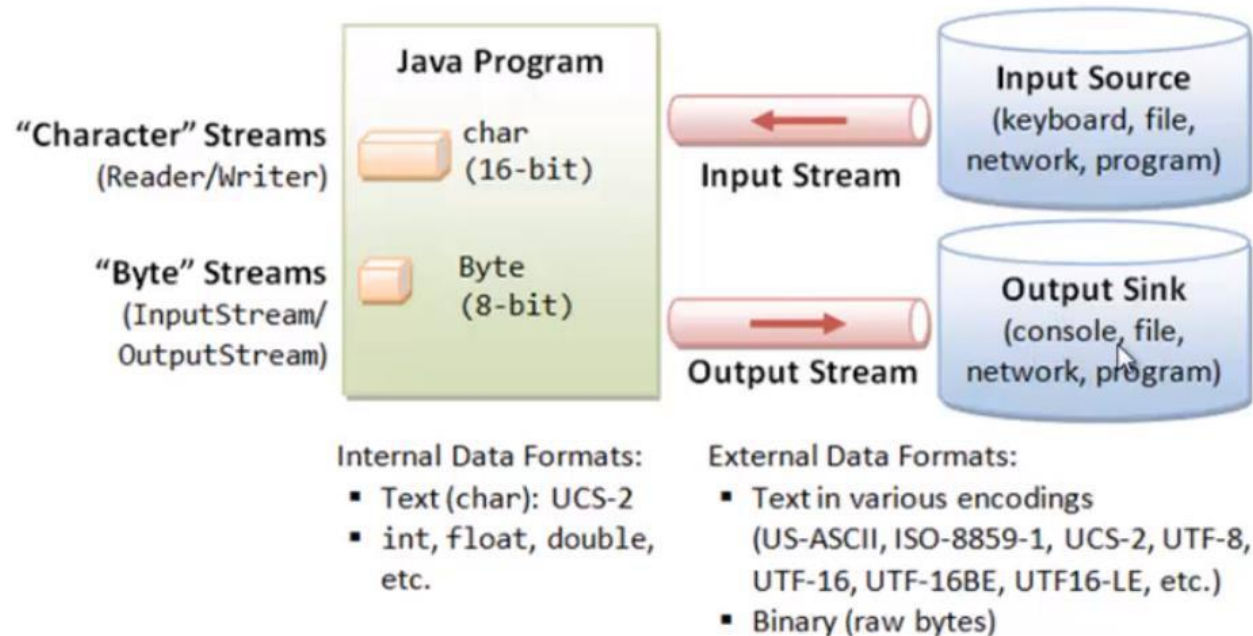 Java Program
"Character" Streams
(Reader/Writer)
char
(16-bit)
"Byte" Streams
(InputStream/
OutputStream)
Byte
(8-bit)
Input Stream
Output Stream
Input Source
(keyboard, file,
network, program)
Output Sink
(console, file,
network, program)
Internal Data Formats:
▪ Text (char): UCS-2
▪ int, float, double,
etc.
External Data Formats:
▪ Text in various encodings
(US-ASCII, ISO-8859-1, UCS-2, UTF-8,
UTF-16, UTF-16BE, UTF16-LE, etc.)
▪ Binary (raw bytes)